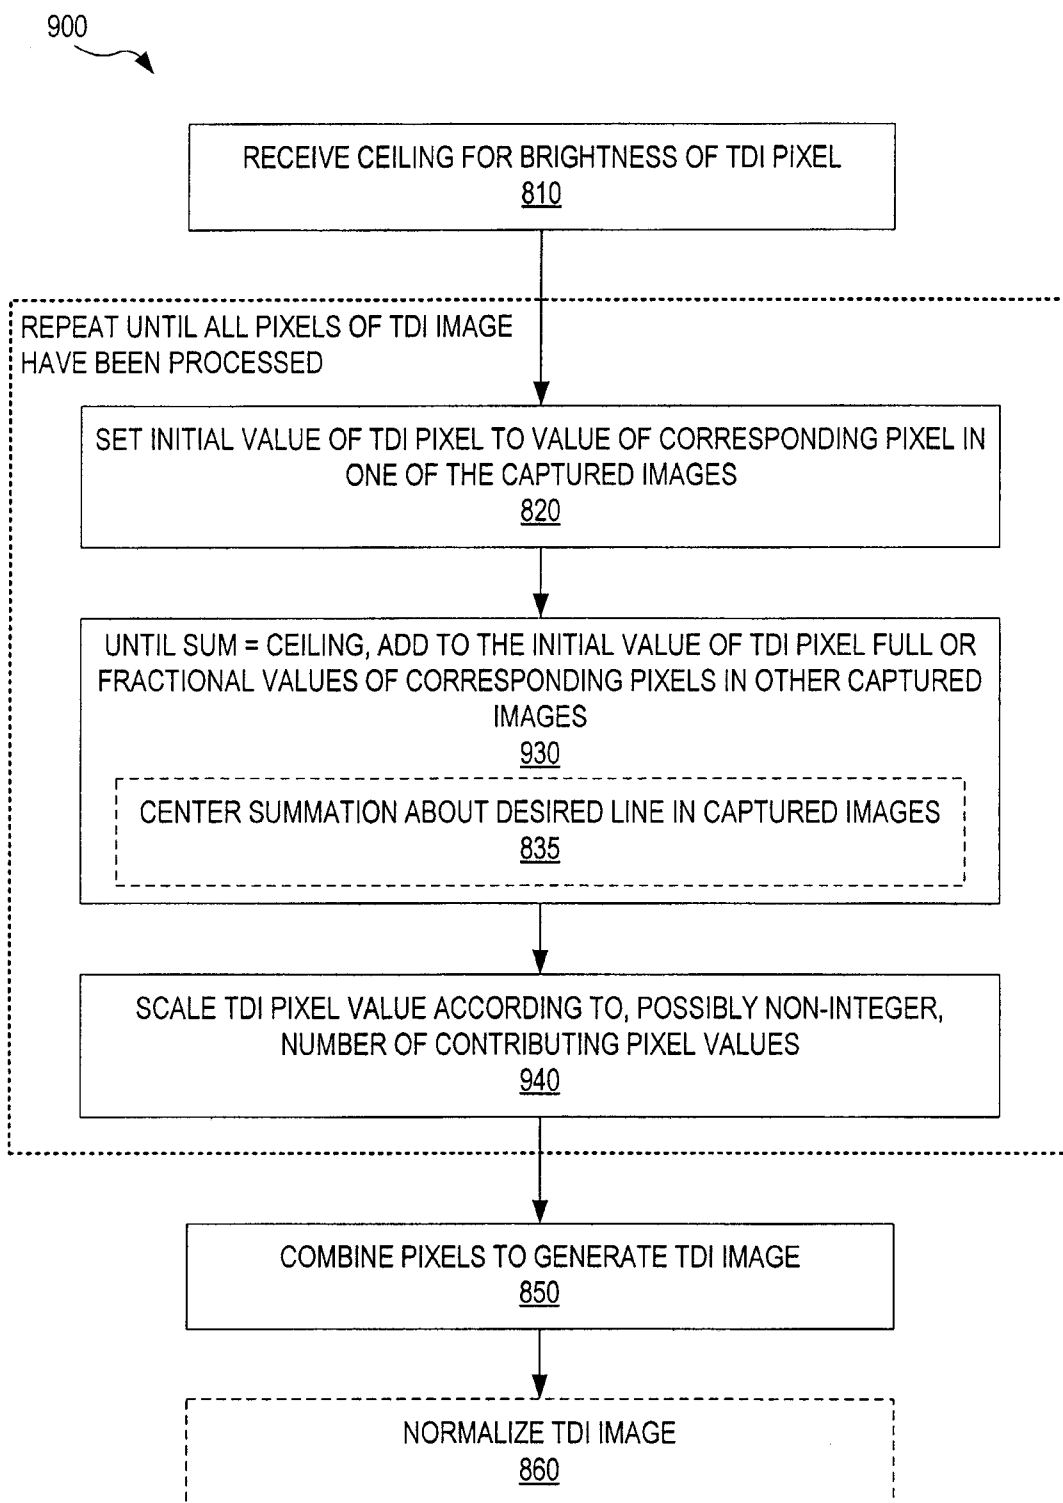 900
RECEIVE CEILING FOR BRIGHTNESS OF TDI PIXEL
810
REPEAT UNTIL ALL PIXELS OF TDI IMAGE
HAVE BEEN PROCESSED
SET INITIAL VALUE OF TDI PIXEL TO VALUE OF CORRESPONDING PIXEL IN
ONE OF THE CAPTURED IMAGES
820
UNTIL SUM = CEILING, ADD TO THE INITIAL VALUE OF TDI PIXEL FULL OR
FRACTIONAL VALUES OF CORRESPONDING PIXELS IN OTHER CAPTURED
IMAGES
930
CENTER SUMMATION ABOUT DESIRED LINE IN CAPTURED IMAGES
835
SCALE TDI PIXEL VALUE ACCORDING TO, POSSIBLY NON-INTEGER,
NUMBER OF CONTRIBUTING PIXEL VALUES
940
COMBINE PIXELS TO GENERATE TDI IMAGE
850
NORMALIZE TDI IMAGE
860